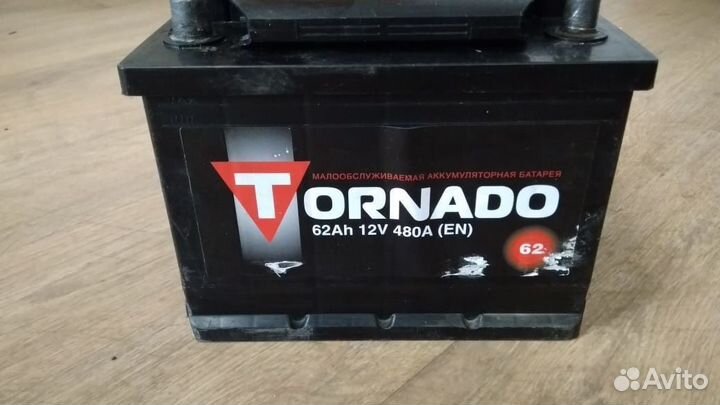 МАЛООБСЛУЖИВАЕМАЯ АККУМУЛЯТОРНАЯ БАТАРЕЯ
TORNADO
62Ah 12V 480A (EN)
62
Avito